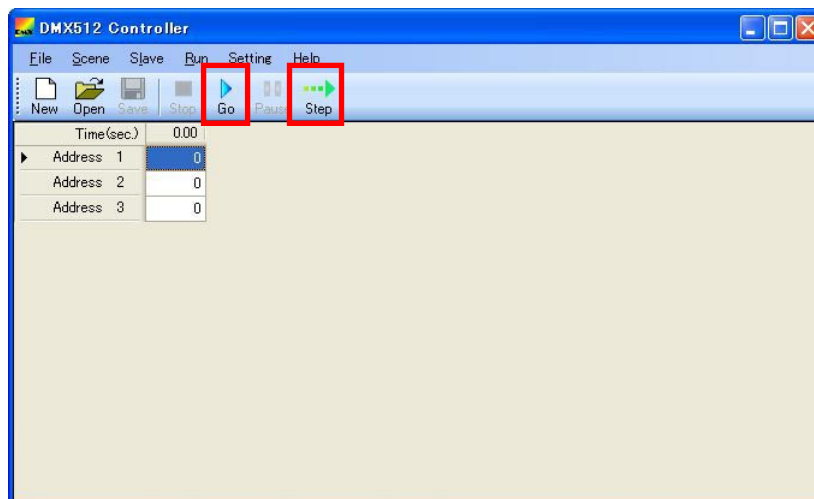 DMX512 Controller
File Scene Slave Run Setting Help
New Open Save Stop Go Pause Step
Time(sec.) 0.00
Address 1 0
Address 2 0
Address 3 0